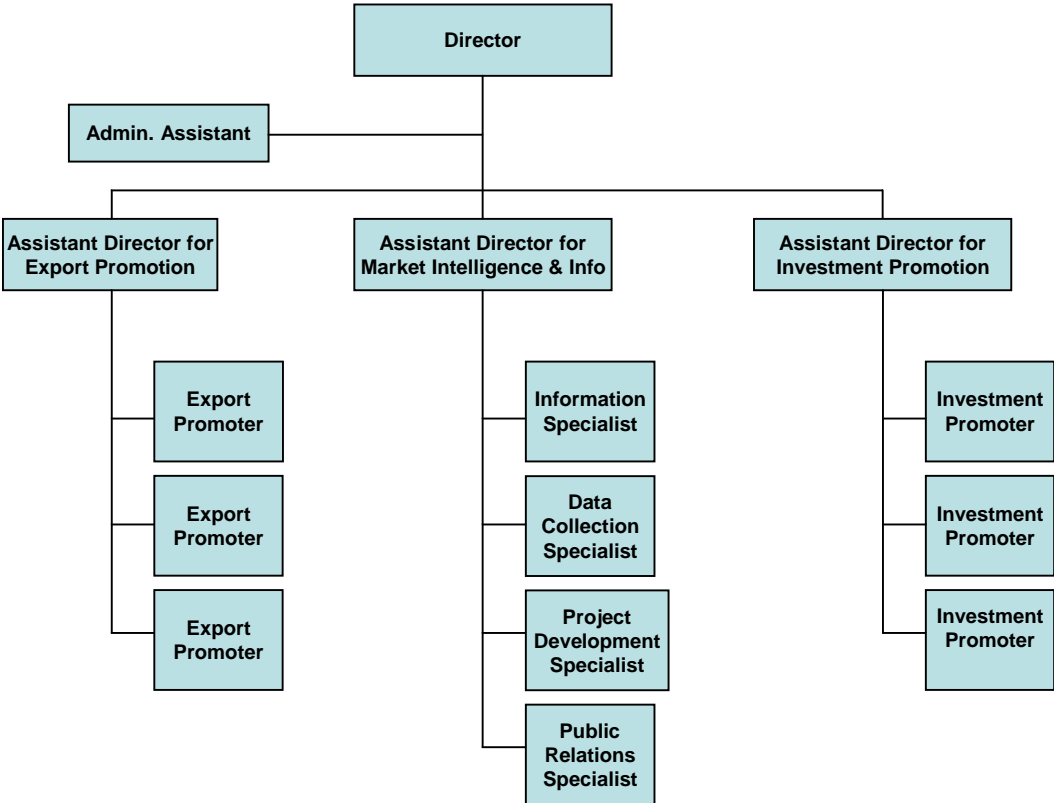 Director
Admin. Assistant
Assistant Director for
Export Promotion
Assistant Director for
Market Intelligence & Info
Assistant Director for
Investment Promotion
Export
Promoter
Export
Promoter
Export
Promoter
Information
Specialist
Data
Collection
Specialist
Project
Development
Specialist
Public
Relations
Specialist
Investment
Promoter
Investment
Promoter
Investment
Promoter